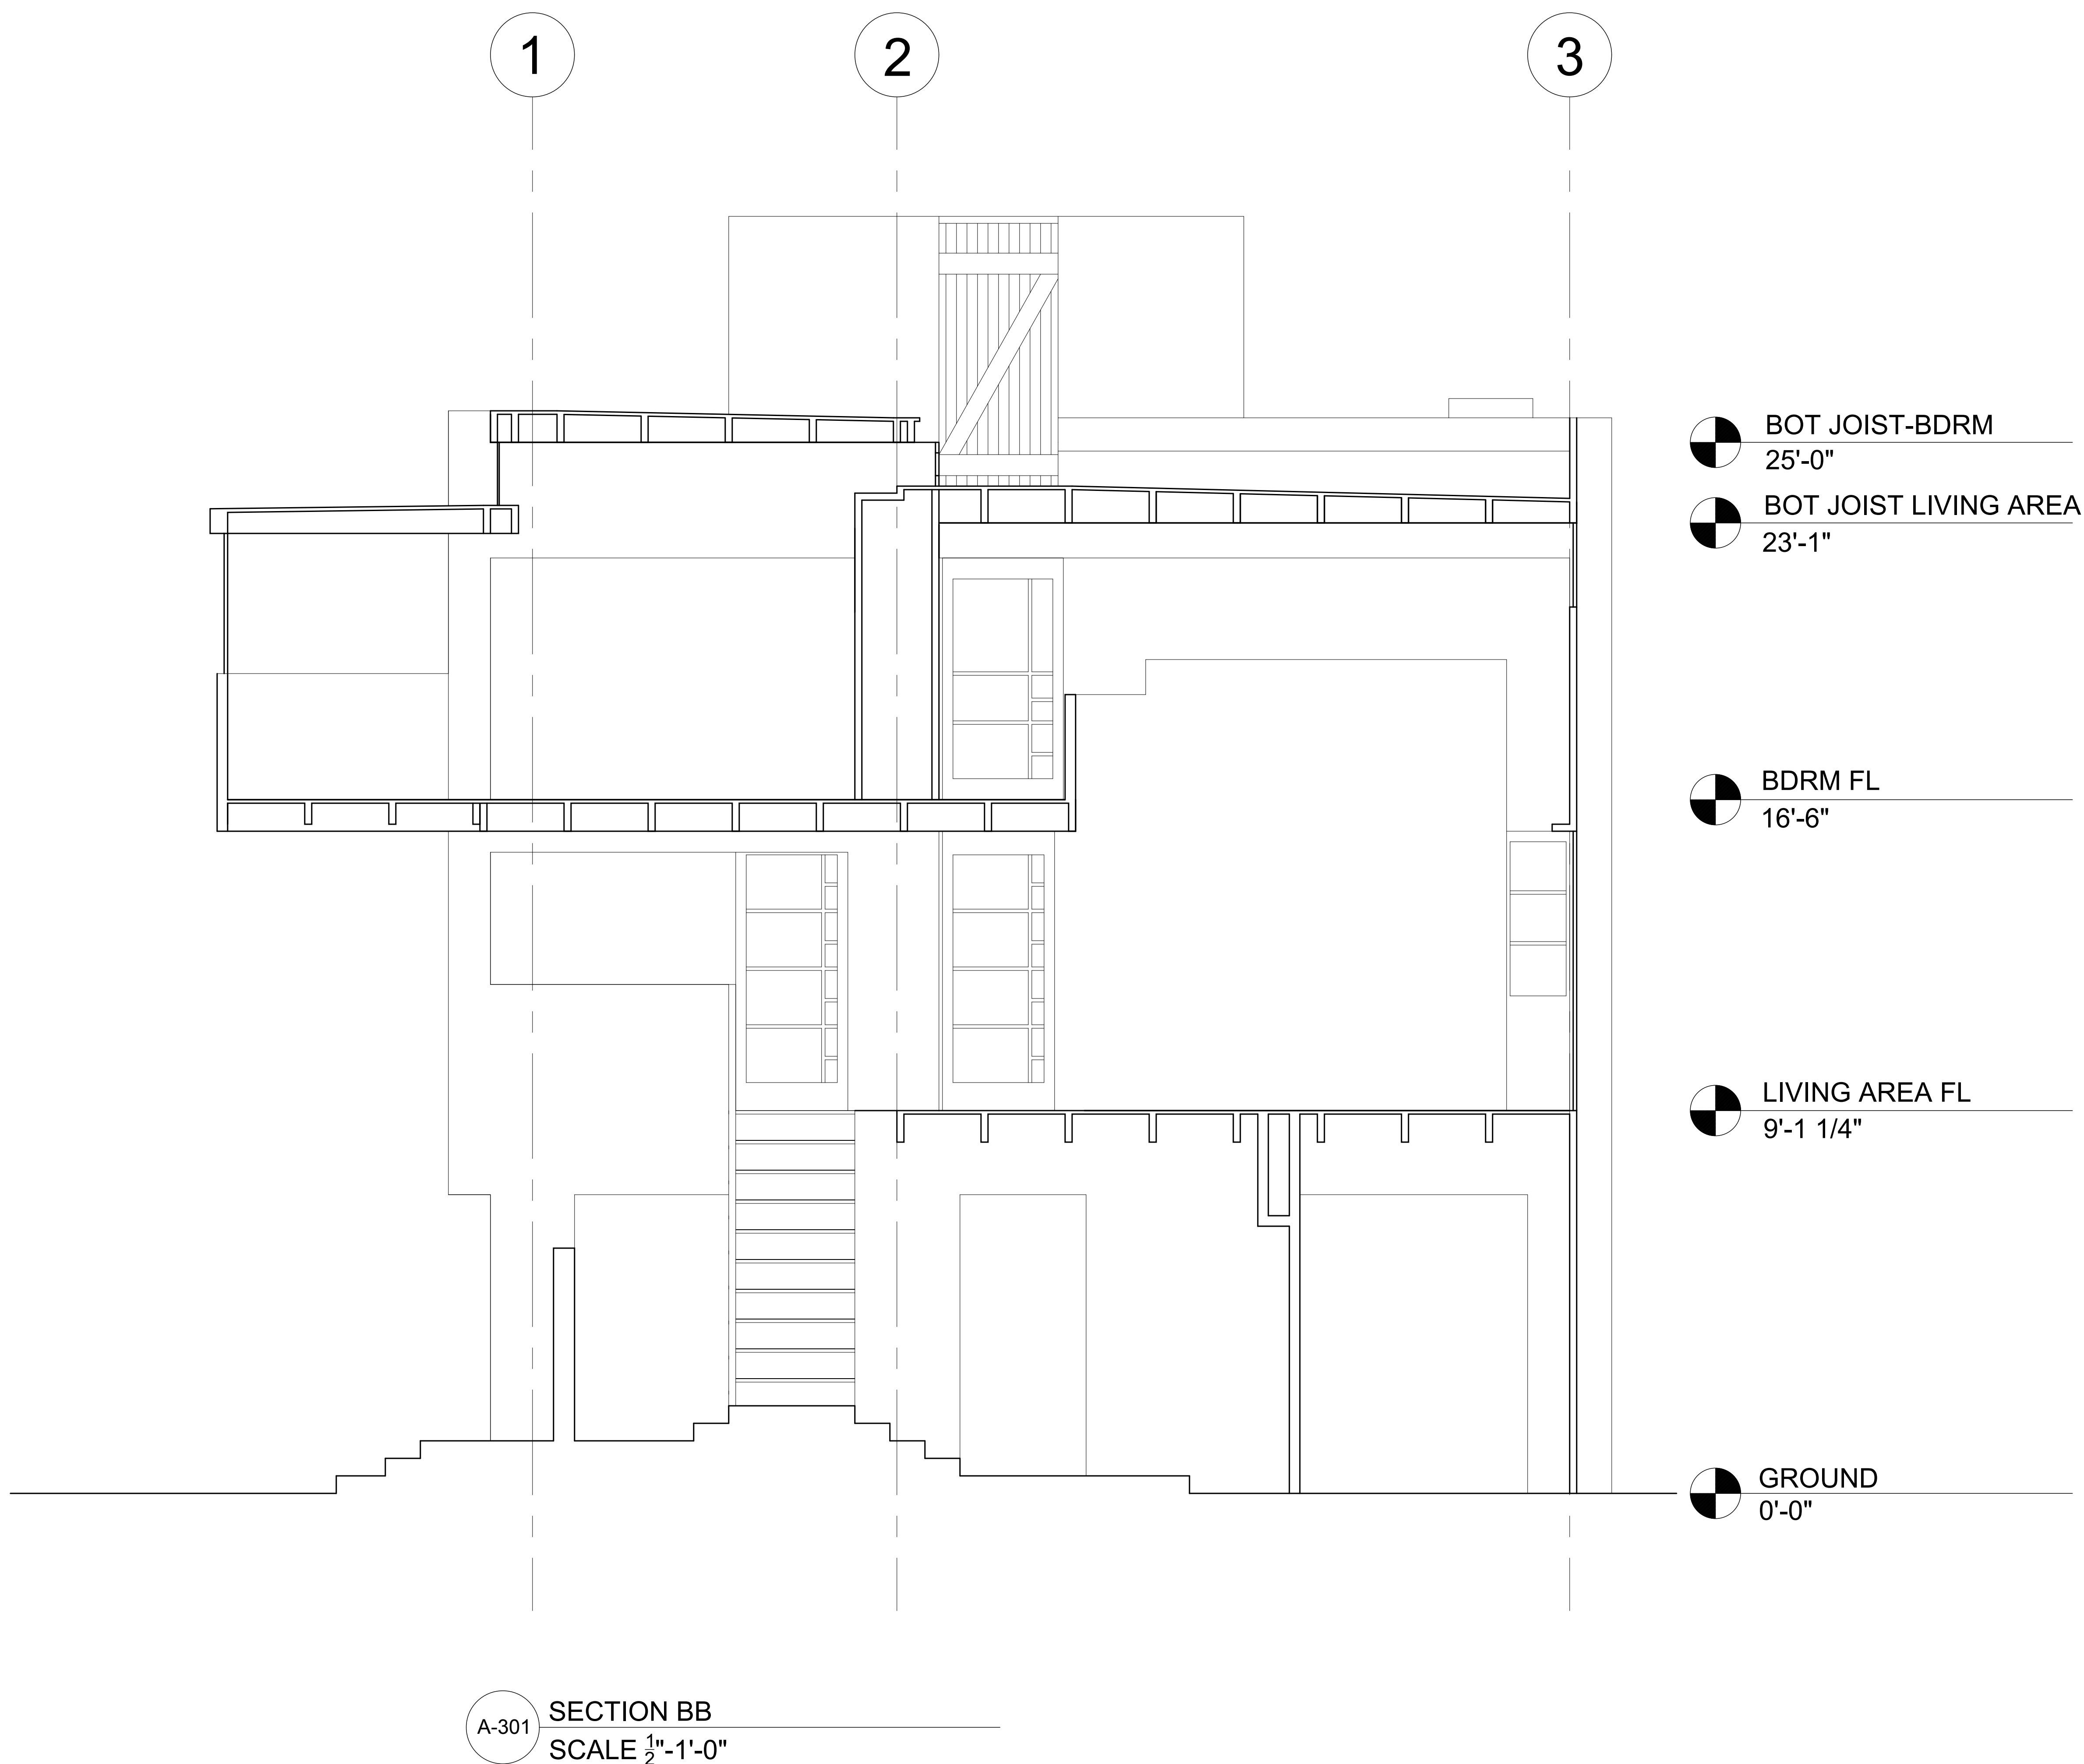 1
2
3
BOT JOIST-BDRM
25'-0"
BOT JOIST LIVING AREA
23'-1"
BDRM FL
16'-6"
LIVING AREA FL
9'-1 1/4"
GROUND
0'-0"
A-301
SECTION BB
SCALE 1/2"-1'-0"